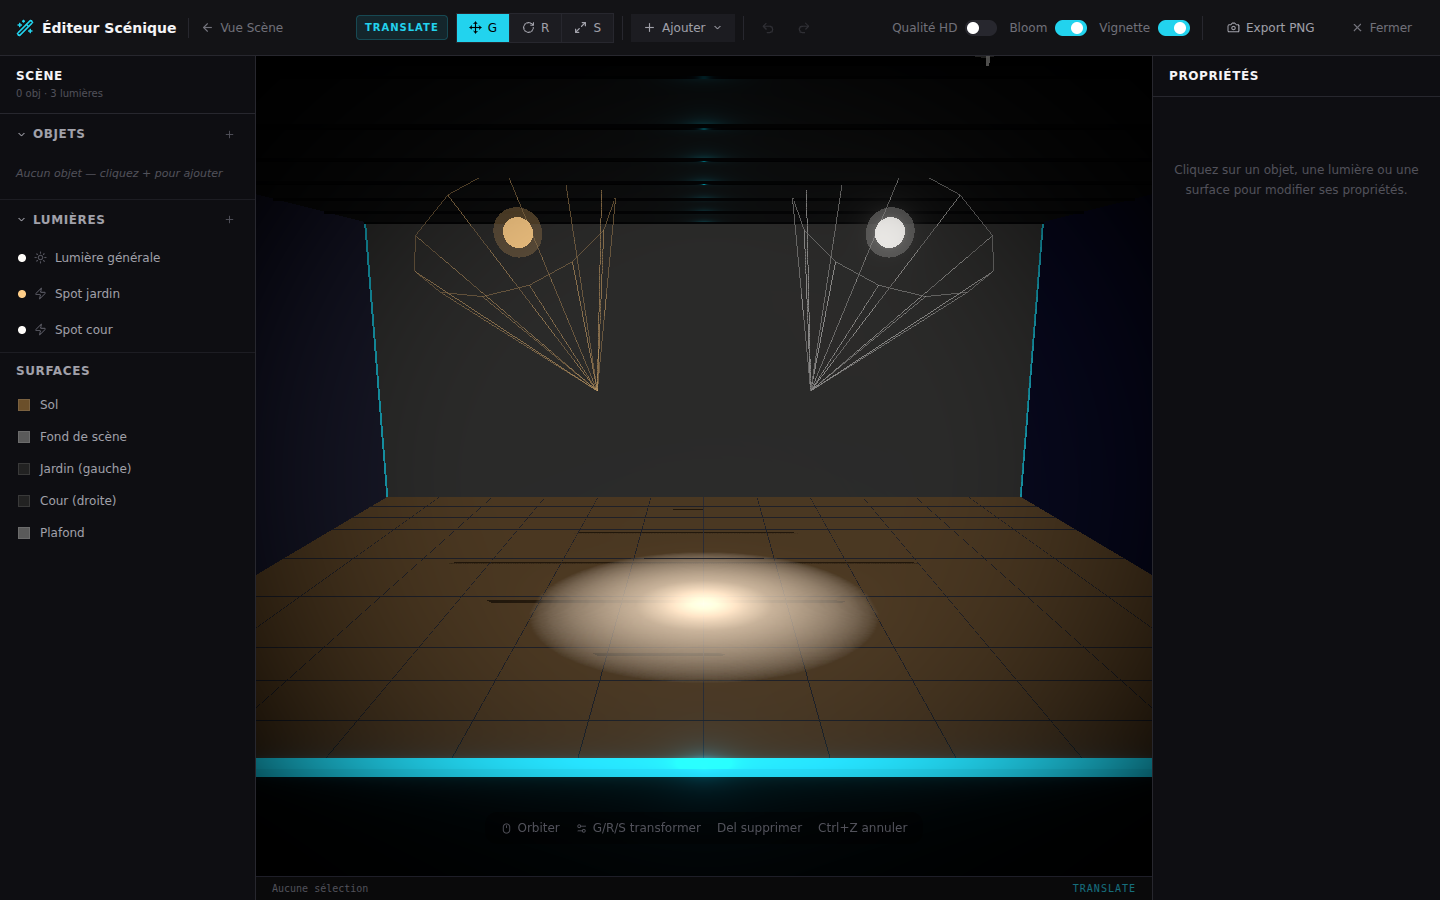 Éditeur Scénique
Vue Scène
TRANSLATE
G
R
S
Ajouter
Qualité HD
Bloom
Vignette
Export PNG
Fermer
SCÈNE
0 obj · 3 lumières
OBJETS
Aucun objet — cliquez + pour ajouter
LUMIÈRES
Lumière générale
Spot jardin
Spot cour
SURFACES
Sol
Fond de scène
Jardin (gauche)
Cour (droite)
Plafond
Orbiter
G/R/S transformer
Del supprimer
Ctrl+Z annuler
Aucune sélection
TRANSLATE
PROPRIÉTÉS
Cliquez sur un objet, une lumière ou une
surface pour modifier ses propriétés.